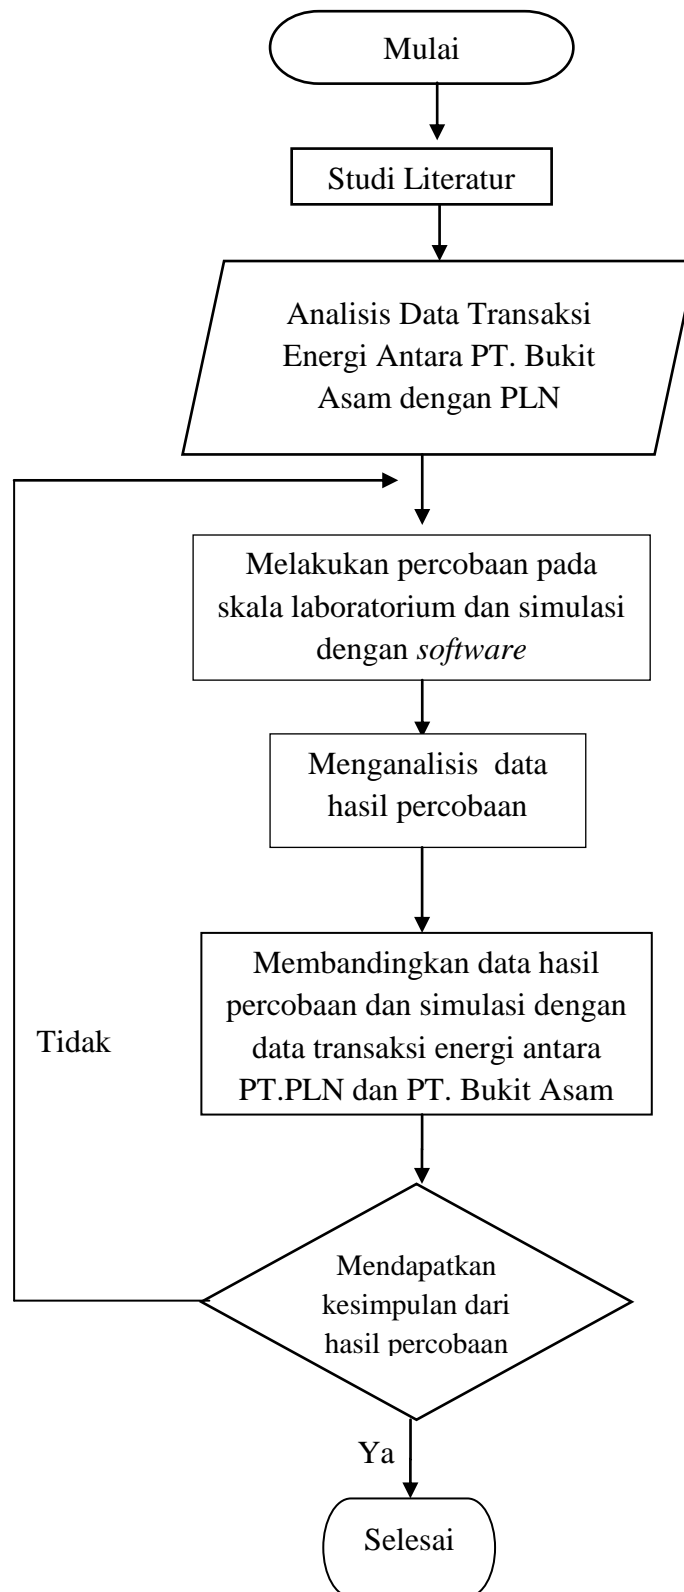 Mulai
Studi Literatur
Analisis Data Transaksi
Energi Antara PT. Bukit
Asam dengan PLN
Melakukan percobaan pada
skala laboratorium dan simulasi
dengan software
Menganalisis data
hasil percobaan
Membandingkan data hasil
percobaan dan simulasi dengan
data transaksi energi antara
PT.PLN dan PT. Bukit Asam
Tidak
Mendapatkan
kesimpulan dari
hasil percobaan
Ya
Selesai